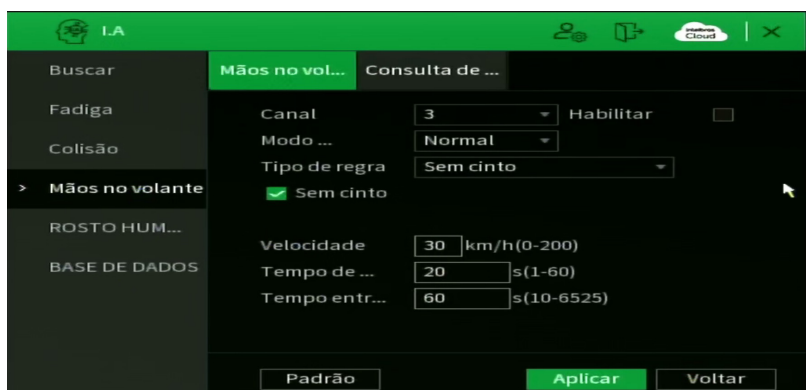 I.A
intelbras Cloud
Buscar
Fadiga
Colisão
> Mãos no volante
ROSTO HUM...
BASE DE DADOS
Mãos no vol... Consulta de ...
Canal 3 Habilitar
Modo ... Normal
Tipo de regra Sem cinto
Sem cinto
Velocidade 30 km/h(0-200)
Tempo de ... 20 s(1-60)
Tempo entr... 60 s(10-6525)
Padrão Aplicar Voltar